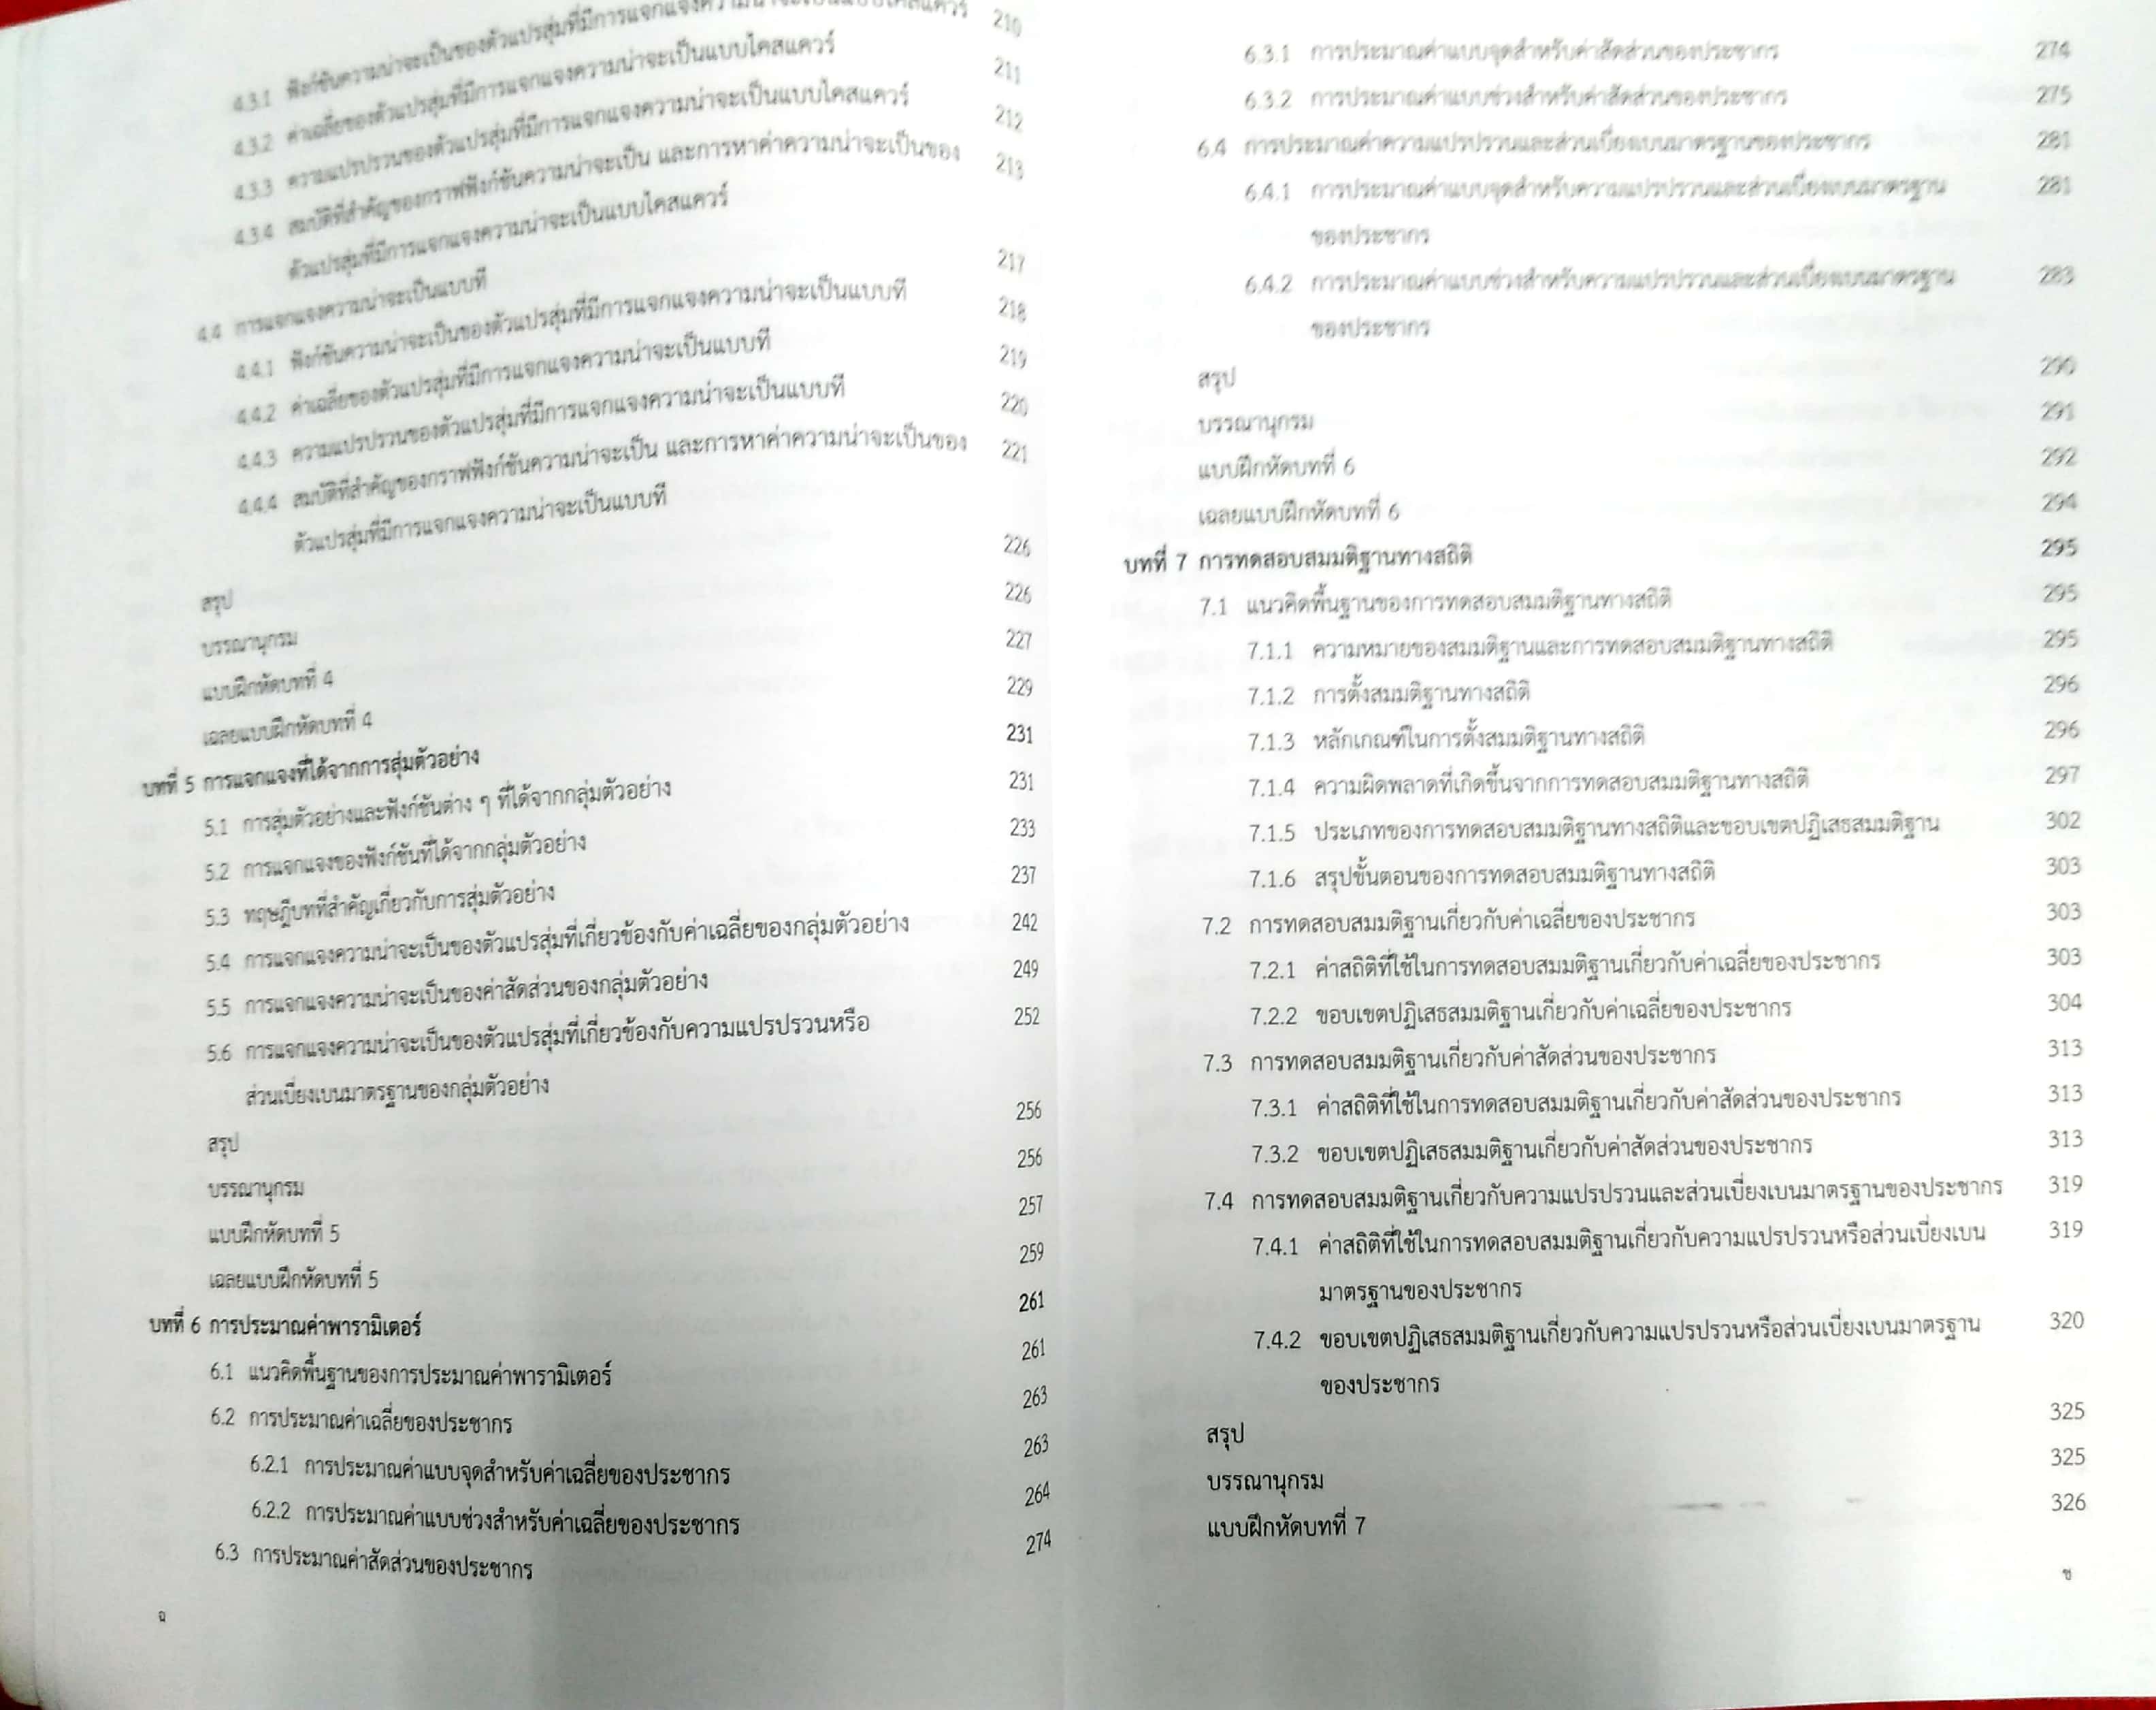 4.3.1 ฟังก์ชันความน่าจะเป็นของตัวแปรสุ่มที่มีการแจกแจงความน่าจะเป็นแบบไคสแควร์ 210
4.3.2 ค่าเฉลี่ยของตัวแปรสุ่มที่มีการแจกแจงความน่าจะเป็นแบบไคสแควร์ 211
4.3.3 ความแปรปรวนของตัวแปรสุ่มที่มีการแจกแจงความน่าจะเป็นแบบไคสแควร์ 212
4.3.4 สมบัติที่สำคัญของกราฟฟังก์ชันความน่าจะเป็น และการหาค่าความน่าจะเป็นของ 213
ตัวแปรสุ่มที่มีการแจกแจงความน่าจะเป็นแบบไคสแควร์
4.4 การแจกแจงความน่าจะเป็นแบบที 217
4.4.1 ฟังก์ชันความน่าจะเป็นของตัวแปรสุ่มที่มีการแจกแจงความน่าจะเป็นแบบที 218
4.4.2 ค่าเฉลี่ยของตัวแปรสุ่มที่มีการแจกแจงความน่าจะเป็นแบบที 219
4.4.3 ความแปรปรวนของตัวแปรสุ่มที่มีการแจกแจงความน่าจะเป็นแบบที 220
4.4.4 สมบัติที่สำคัญของกราฟฟังก์ชันความน่าจะเป็น และการหาค่าความน่าจะเป็นของ 221
ตัวแปรสุ่มที่มีการแจกแจงความน่าจะเป็นแบบที
สรุป 226
บรรณานุกรม 226
แบบฝึกหัดบทที่ 4 227
เฉลยแบบฝึกหัดบทที่ 4 229
บทที่ 5 การแจกแจงที่ได้จากการสุ่มตัวอย่าง 231
5.1 การสุ่มตัวอย่างและฟังก์ชันต่าง ๆ ที่ได้จากกลุ่มตัวอย่าง 231
5.2 การแจกแจงของฟังก์ชันที่ได้จากกลุ่มตัวอย่าง 233
5.3 ทฤษฎีบทที่สำคัญเกี่ยวกับการสุ่มตัวอย่าง 237
5.4 การแจกแจงความน่าจะเป็นของตัวแปรสุ่มที่เกี่ยวข้องกับค่าเฉลี่ยของกลุ่มตัวอย่าง 242
5.5 การแจกแจงความน่าจะเป็นของค่าสัดส่วนของกลุ่มตัวอย่าง 249
5.6 การแจกแจงความน่าจะเป็นของตัวแปรสุ่มที่เกี่ยวข้องกับความแปรปรวนหรือ 252
ส่วนเบี่ยงเบนมาตรฐานของกลุ่มตัวอย่าง
สรุป 256
บรรณานุกรม 256
แบบฝึกหัดบทที่ 5 257
เฉลยแบบฝึกหัดบทที่ 5 259
บทที่ 6 การประมาณค่าพารามิเตอร์ 261
6.1 แนวคิดพื้นฐานของการประมาณค่าพารามิเตอร์ 261
6.2 การประมาณค่าเฉลี่ยของประชากร 263
6.2.1 การประมาณค่าแบบจุดสำหรับค่าเฉลี่ยของประชากร 263
6.2.2 การประมาณค่าแบบช่วงสำหรับค่าเฉลี่ยของประชากร 264
6.3 การประมาณค่าสัดส่วนของประชากร 274
ฉ
6.3.1 การประมาณค่าแบบจุดสำหรับค่าสัดส่วนของประชากร 274
6.3.2 การประมาณค่าแบบช่วงสำหรับค่าสัดส่วนของประชากร 275
6.4 การประมาณค่าความแปรปรวนและส่วนเบี่ยงเบนมาตรฐานของประชากร 281
6.4.1 การประมาณค่าแบบจุดสำหรับความแปรปรวนและส่วนเบี่ยงเบนมาตรฐาน 281
ของประชากร
6.4.2 การประมาณค่าแบบช่วงสำหรับความแปรปรวนและส่วนเบี่ยงเบนมาตรฐาน 283
ของประชากร
สรุป 290
บรรณานุกรม 291
แบบฝึกหัดบทที่ 6 292
เฉลยแบบฝึกหัดบทที่ 6 294
บทที่ 7 การทดสอบสมมติฐานทางสถิติ 295
7.1 แนวคิดพื้นฐานของการทดสอบสมมติฐานทางสถิติ 295
7.1.1 ความหมายของสมมติฐานและการทดสอบสมมติฐานทางสถิติ 295
7.1.2 การตั้งสมมติฐานทางสถิติ 296
7.1.3 หลักเกณฑ์ในการตั้งสมมติฐานทางสถิติ 296
7.1.4 ความผิดพลาดที่เกิดขึ้นจากการทดสอบสมมติฐานทางสถิติ 297
7.1.5 ประเภทของการทดสอบสมมติฐานทางสถิติและขอบเขตปฏิเสธสมมติฐาน 302
7.1.6 สรุปขั้นตอนของการทดสอบสมมติฐานทางสถิติ 303
7.2 การทดสอบสมมติฐานเกี่ยวกับค่าเฉลี่ยของประชากร 303
7.2.1 ค่าสถิติที่ใช้ในการทดสอบสมมติฐานเกี่ยวกับค่าเฉลี่ยของประชากร 303
7.2.2 ขอบเขตปฏิเสธสมมติฐานเกี่ยวกับค่าเฉลี่ยของประชากร 304
7.3 การทดสอบสมมติฐานเกี่ยวกับค่าสัดส่วนของประชากร 313
7.3.1 ค่าสถิติที่ใช้ในการทดสอบสมมติฐานเกี่ยวกับค่าสัดส่วนของประชากร 313
7.3.2 ขอบเขตปฏิเสธสมมติฐานเกี่ยวกับค่าสัดส่วนของประชากร 313
7.4 การทดสอบสมมติฐานเกี่ยวกับความแปรปรวนและส่วนเบี่ยงเบนมาตรฐานของประชากร 319
7.4.1 ค่าสถิติที่ใช้ในการทดสอบสมมติฐานเกี่ยวกับความแปรปรวนหรือส่วนเบี่ยงเบน 319
มาตรฐานของประชากร
7.4.2 ขอบเขตปฏิเสธสมมติฐานเกี่ยวกับความแปรปรวนหรือส่วนเบี่ยงเบนมาตรฐาน 320
ของประชากร
สรุป 325
บรรณานุกรม 325
แบบฝึกหัดบทที่ 7 326
ช